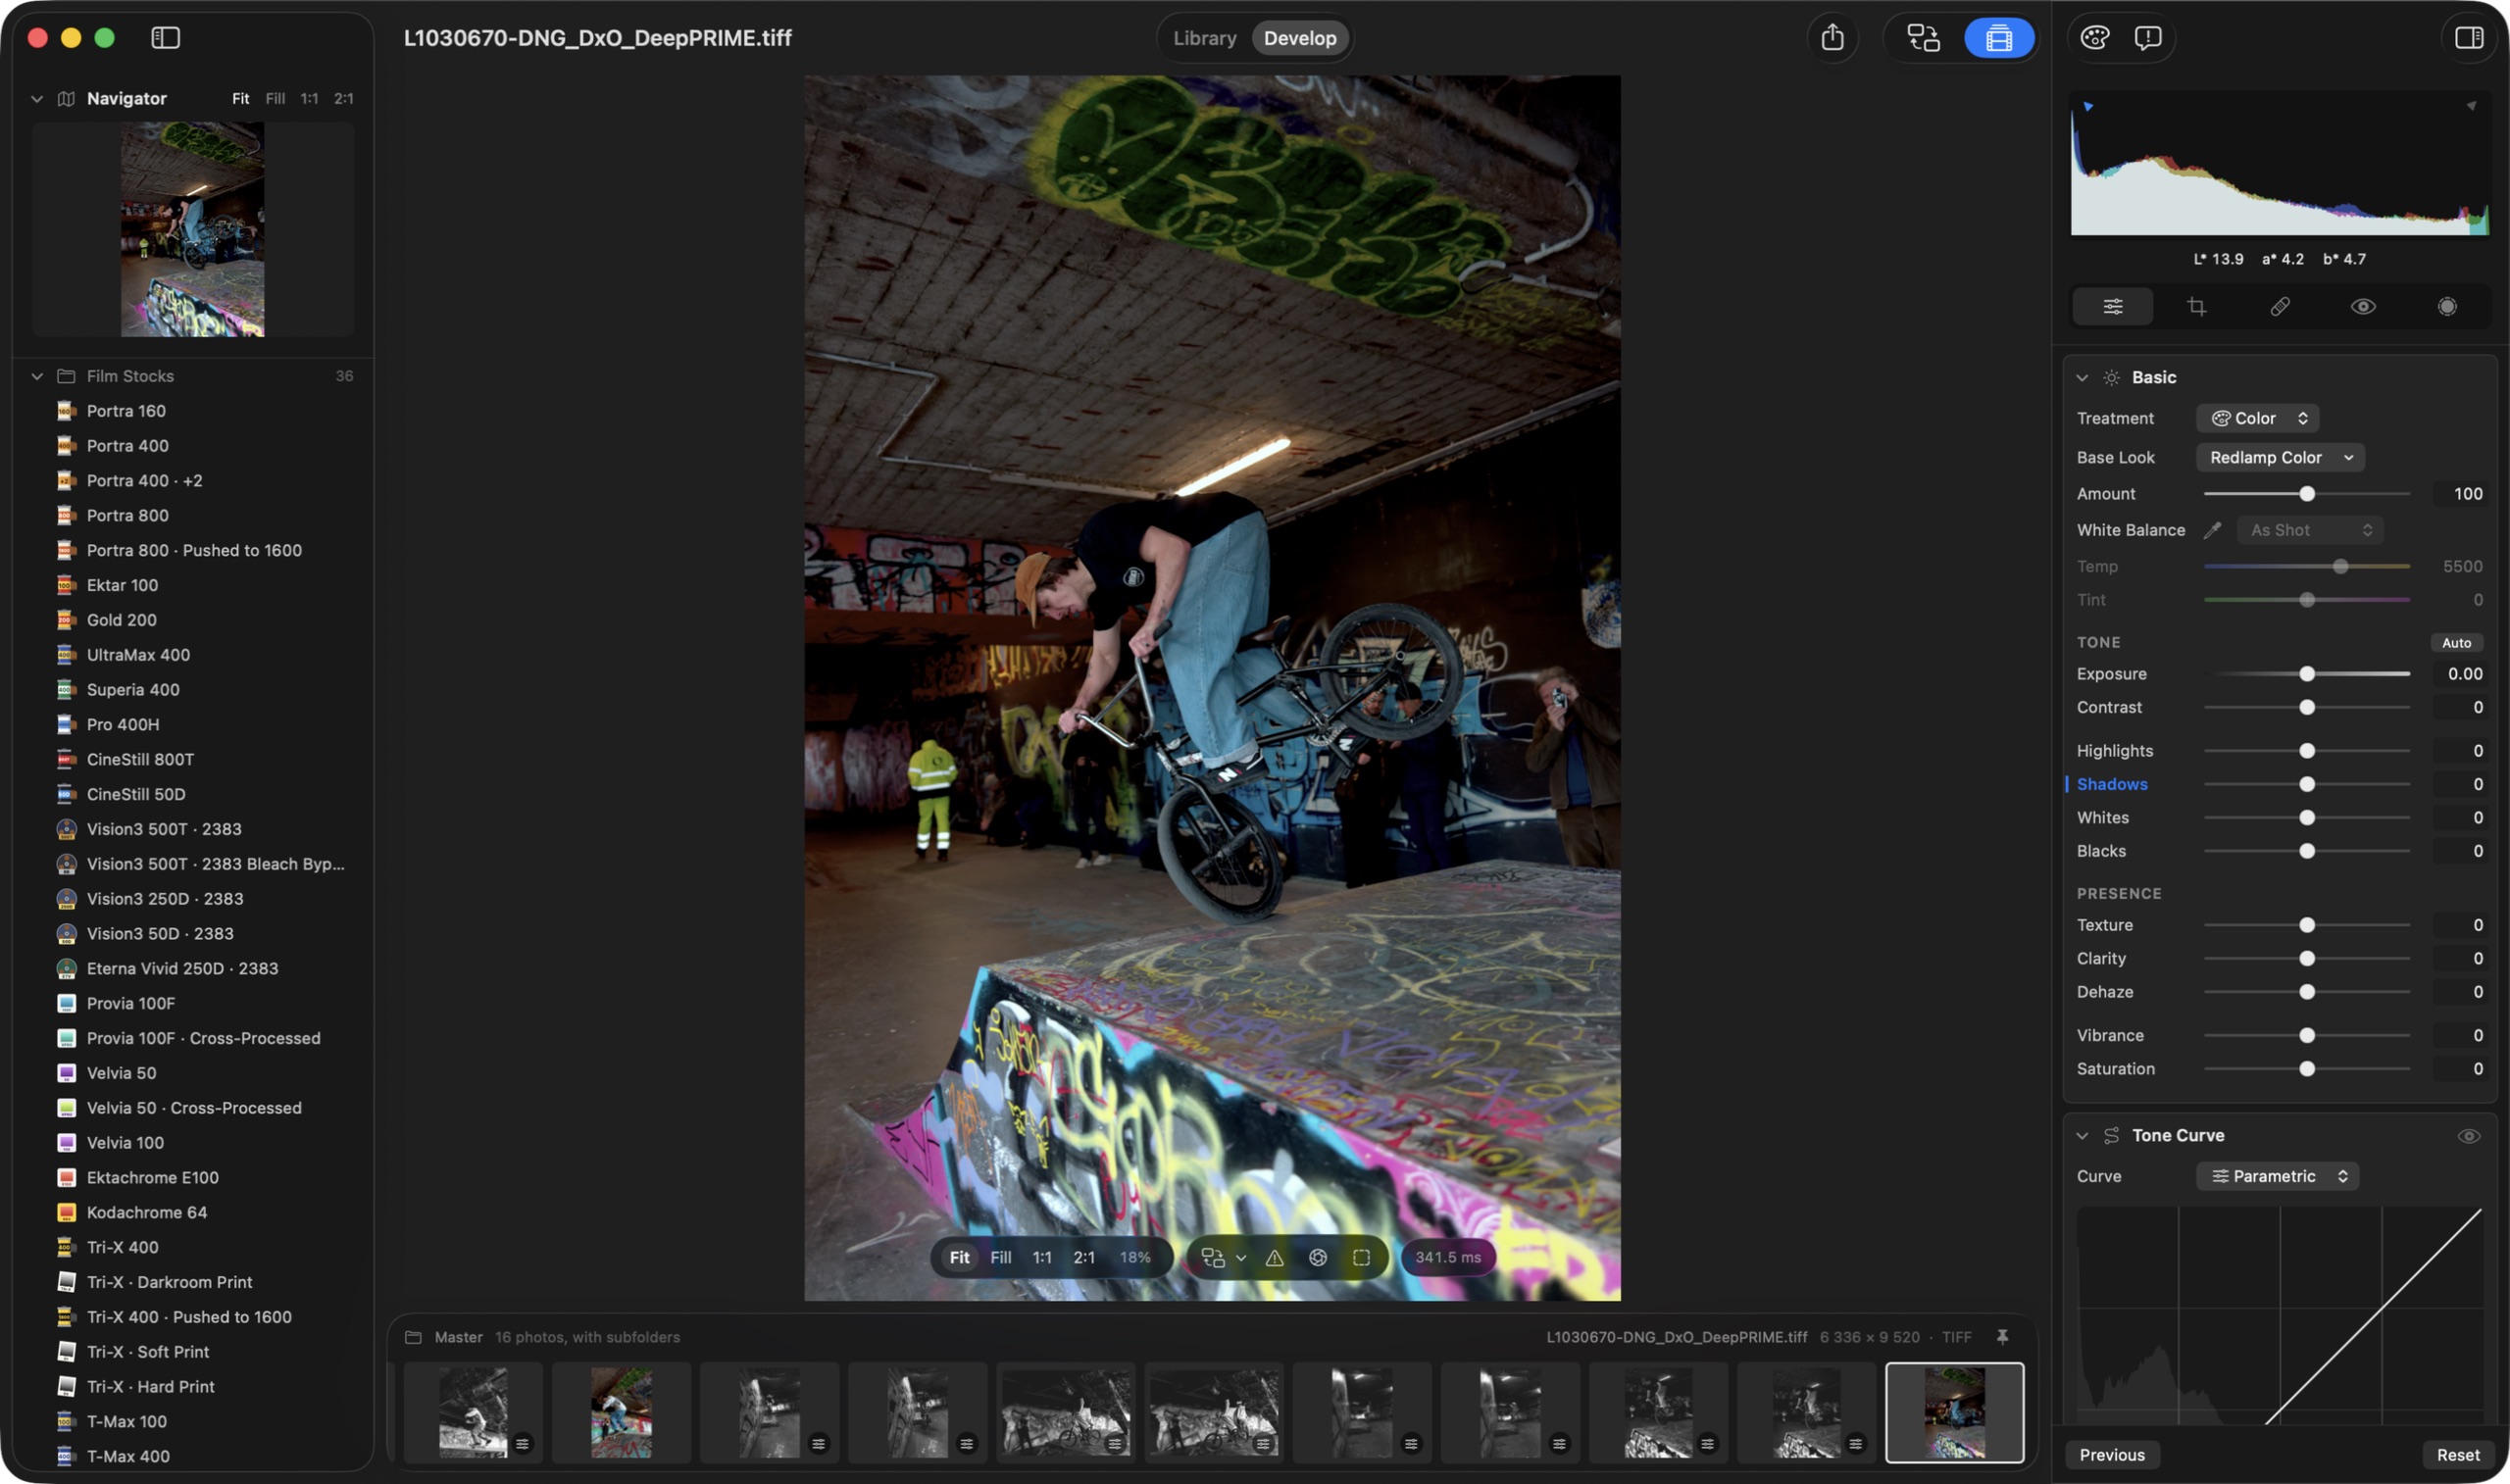 L1030670-DNG_DxO_DeepPRIME.tiff
Library
Develop
Navigator
Fit
Fill
1:1
2:1
Film Stocks
36
Portra 160
Portra 400
Portra 400 · +2
Portra 800
Portra 800 · Pushed to 1600
Ektar 100
Gold 200
UltraMax 400
Superia 400
Pro 400H
CineStill 800T
CineStill 50D
Vision3 500T · 2383
Vision3 500T · 2383 Bleach Byp...
Vision3 250D · 2383
Vision3 50D · 2383
Eterna Vivid 250D · 2383
Provia 100F
Provia 100F · Cross-Processed
Velvia 50
Velvia 50 · Cross-Processed
Velvia 100
Ektachrome E100
Kodachrome 64
Tri-X 400
Tri-X · Darkroom Print
Tri-X 400 · Pushed to 1600
Tri-X · Soft Print
Tri-X · Hard Print
T-Max 100
T-Max 400
Fit
Fill
1:1
2:1
18%
341.5 ms
Master
16 photos, with subfolders
L1030670-DNG_DxO_DeepPRIME.tiff
6 336 × 9 520 · TIFF
L* 13.9
a* 4.2
b* 4.7
Basic
Treatment
Color
Base Look
Redlamp Color
Amount
100
White Balance
As Shot
Temp
5500
Tint
0
TONE
Auto
Exposure
0.00
Contrast
0
Highlights
0
Shadows
0
Whites
0
Blacks
0
PRESENCE
Texture
0
Clarity
0
Dehaze
0
Vibrance
0
Saturation
0
Tone Curve
Curve
Parametric
Previous
Reset